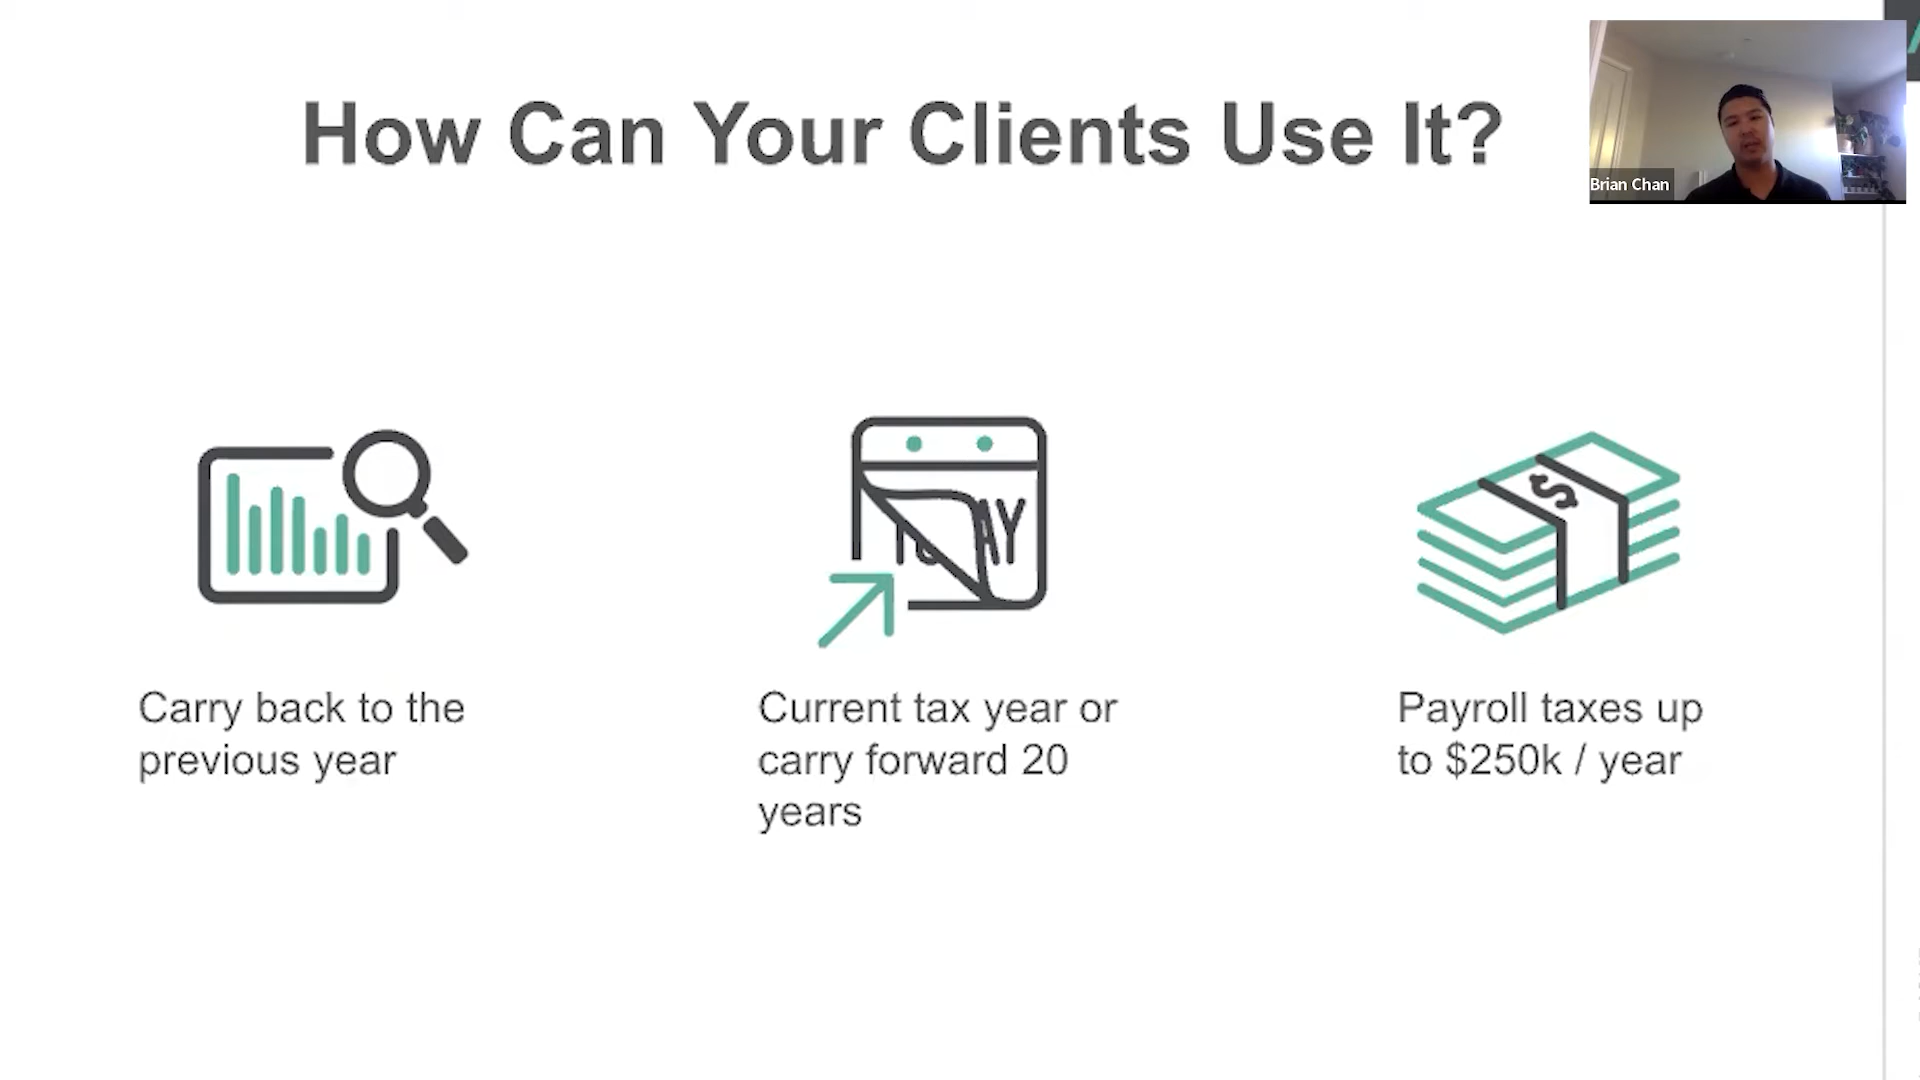 How Can Your Clients Use It?
Brian Chan
$
Carry back to the
previous year
Current tax year or
carry forward 20
years
Payroll taxes up
to $250k / year